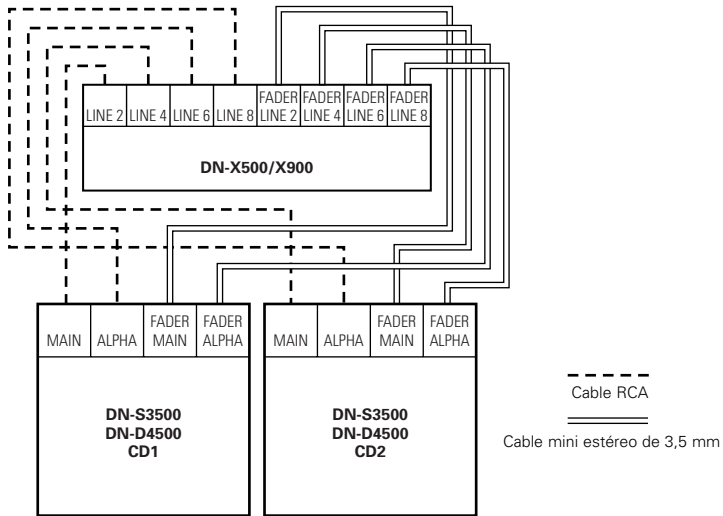 LINE 2
LINE 4
LINE 6
LINE 8
FADER
LINE 2
FADER
LINE 4
FADER
LINE 6
FADER
LINE 8
DN-X500/X900
MAIN
ALPHA
FADER
MAIN
FADER
ALPHA
DN-S3500
DN-D4500
CD1
MAIN
ALPHA
FADER
MAIN
FADER
ALPHA
DN-S3500
DN-D4500
CD2
Cable RCA
Cable mini estéreo de 3,5 mm